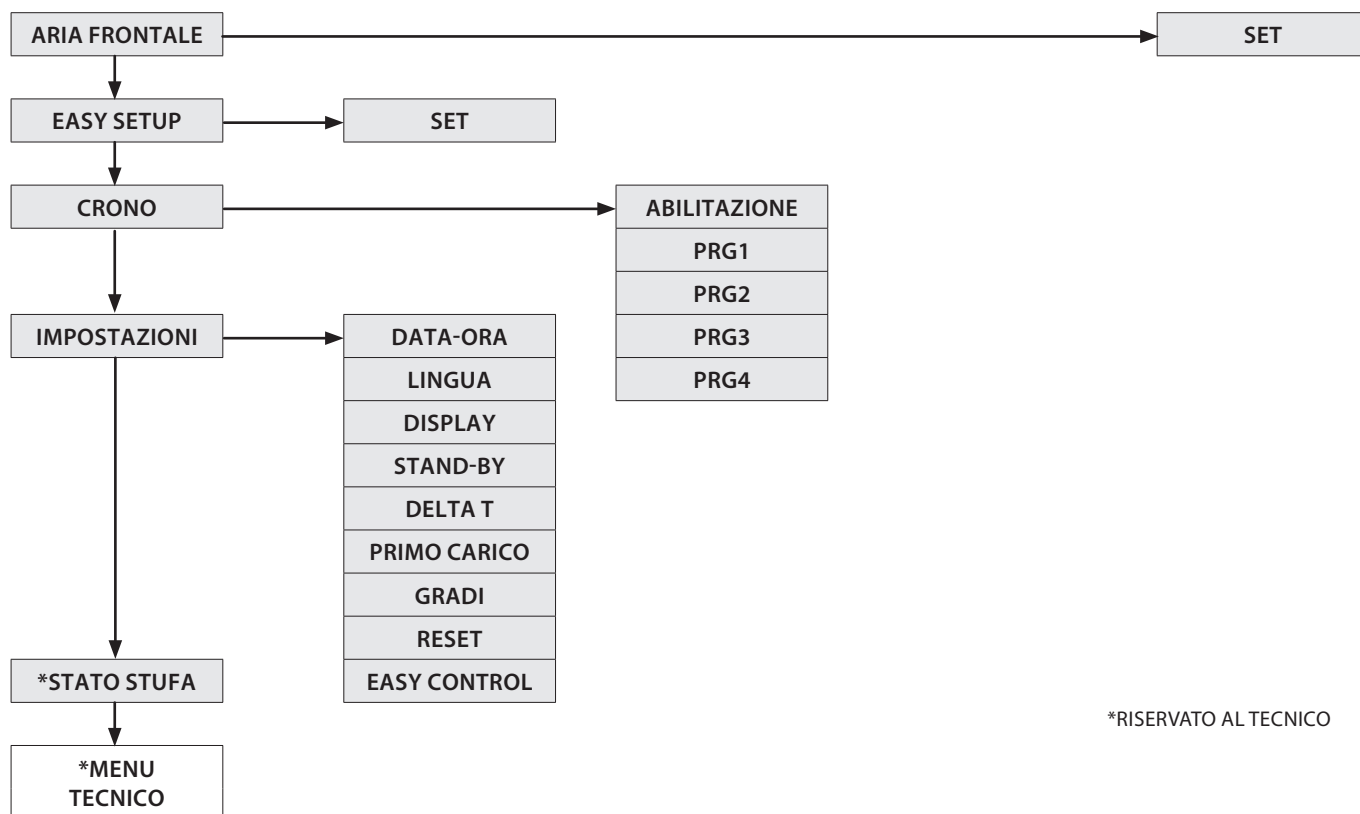 ARIA FRONTALE
SET
EASY SETUP
SET
CRONO
ABILITAZIONE
PRG1
PRG2
PRG3
PRG4
IMPOSTAZIONI
DATA-ORA
LINGUA
DISPLAY
STAND-BY
DELTA T
PRIMO CARICO
GRADI
RESET
EASY CONTROL
*STATO STUFA
*RISERVATO AL TECNICO
*MENU
TECNICO